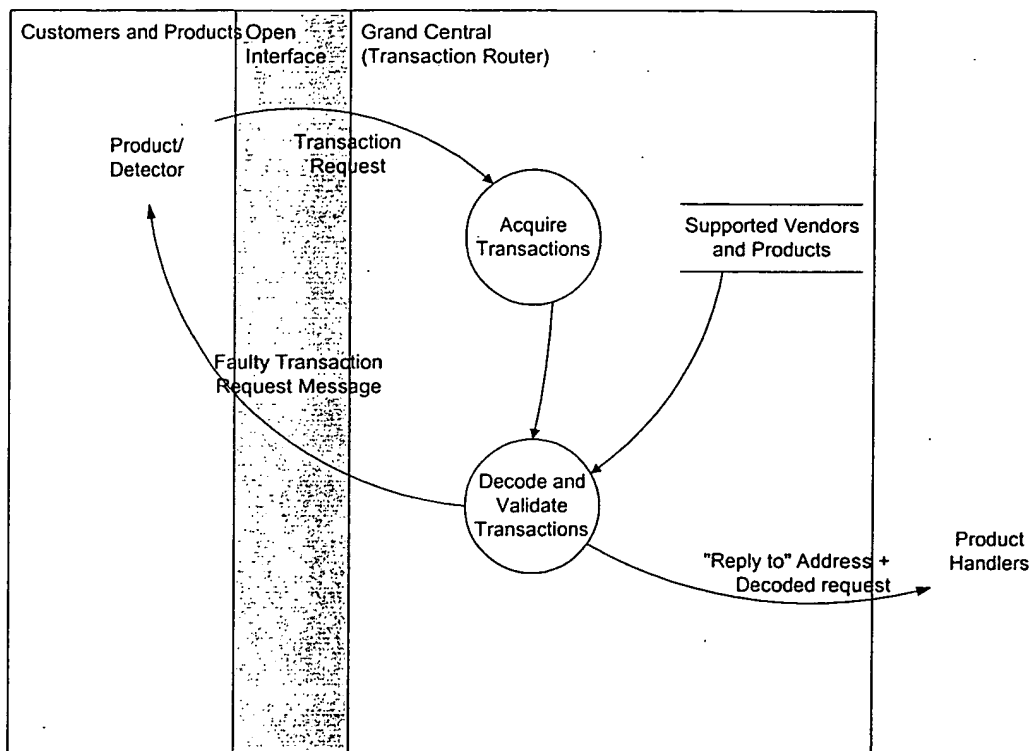 Customers and Products
Open
Interface
Grand Central
(Transaction Router)
Product/
Detector
Transaction
Request
Acquire
Transactions
Supported Vendors
and Products
Faulty Transaction
Request Message
Decode and
Validate
Transactions
"Reply to" Address +
Decoded request
Product
Handlers